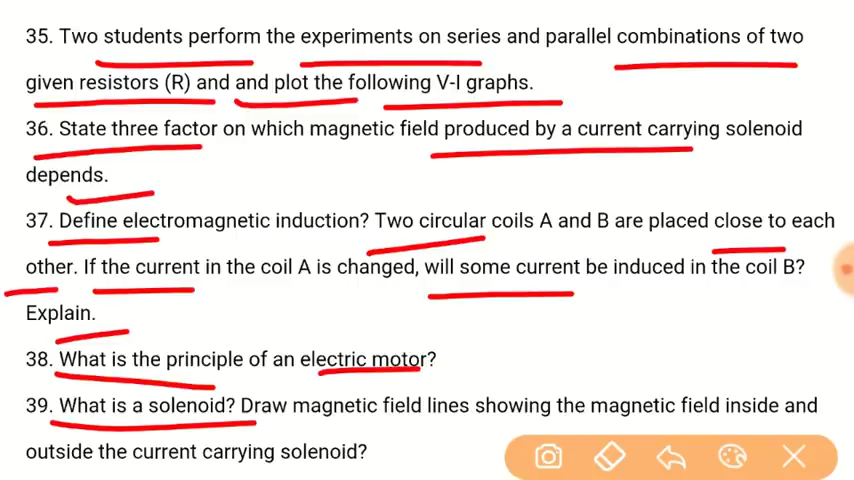 35. Two students perform the experiments on series and parallel combinations of two
given resistors (R) and and plot the following V-I graphs.
36. State three factor on which magnetic field produced by a current carrying solenoid
depends.
37. Define electromagnetic induction? Two circular coils A and B are placed close to each
other. If the current in the coil A is changed, will some current be induced in the coil B?
Explain.
38. What is the principle of an electric motor?
39. What is a solenoid? Draw magnetic field lines showing the magnetic field inside and
outside the current carrying solenoid?